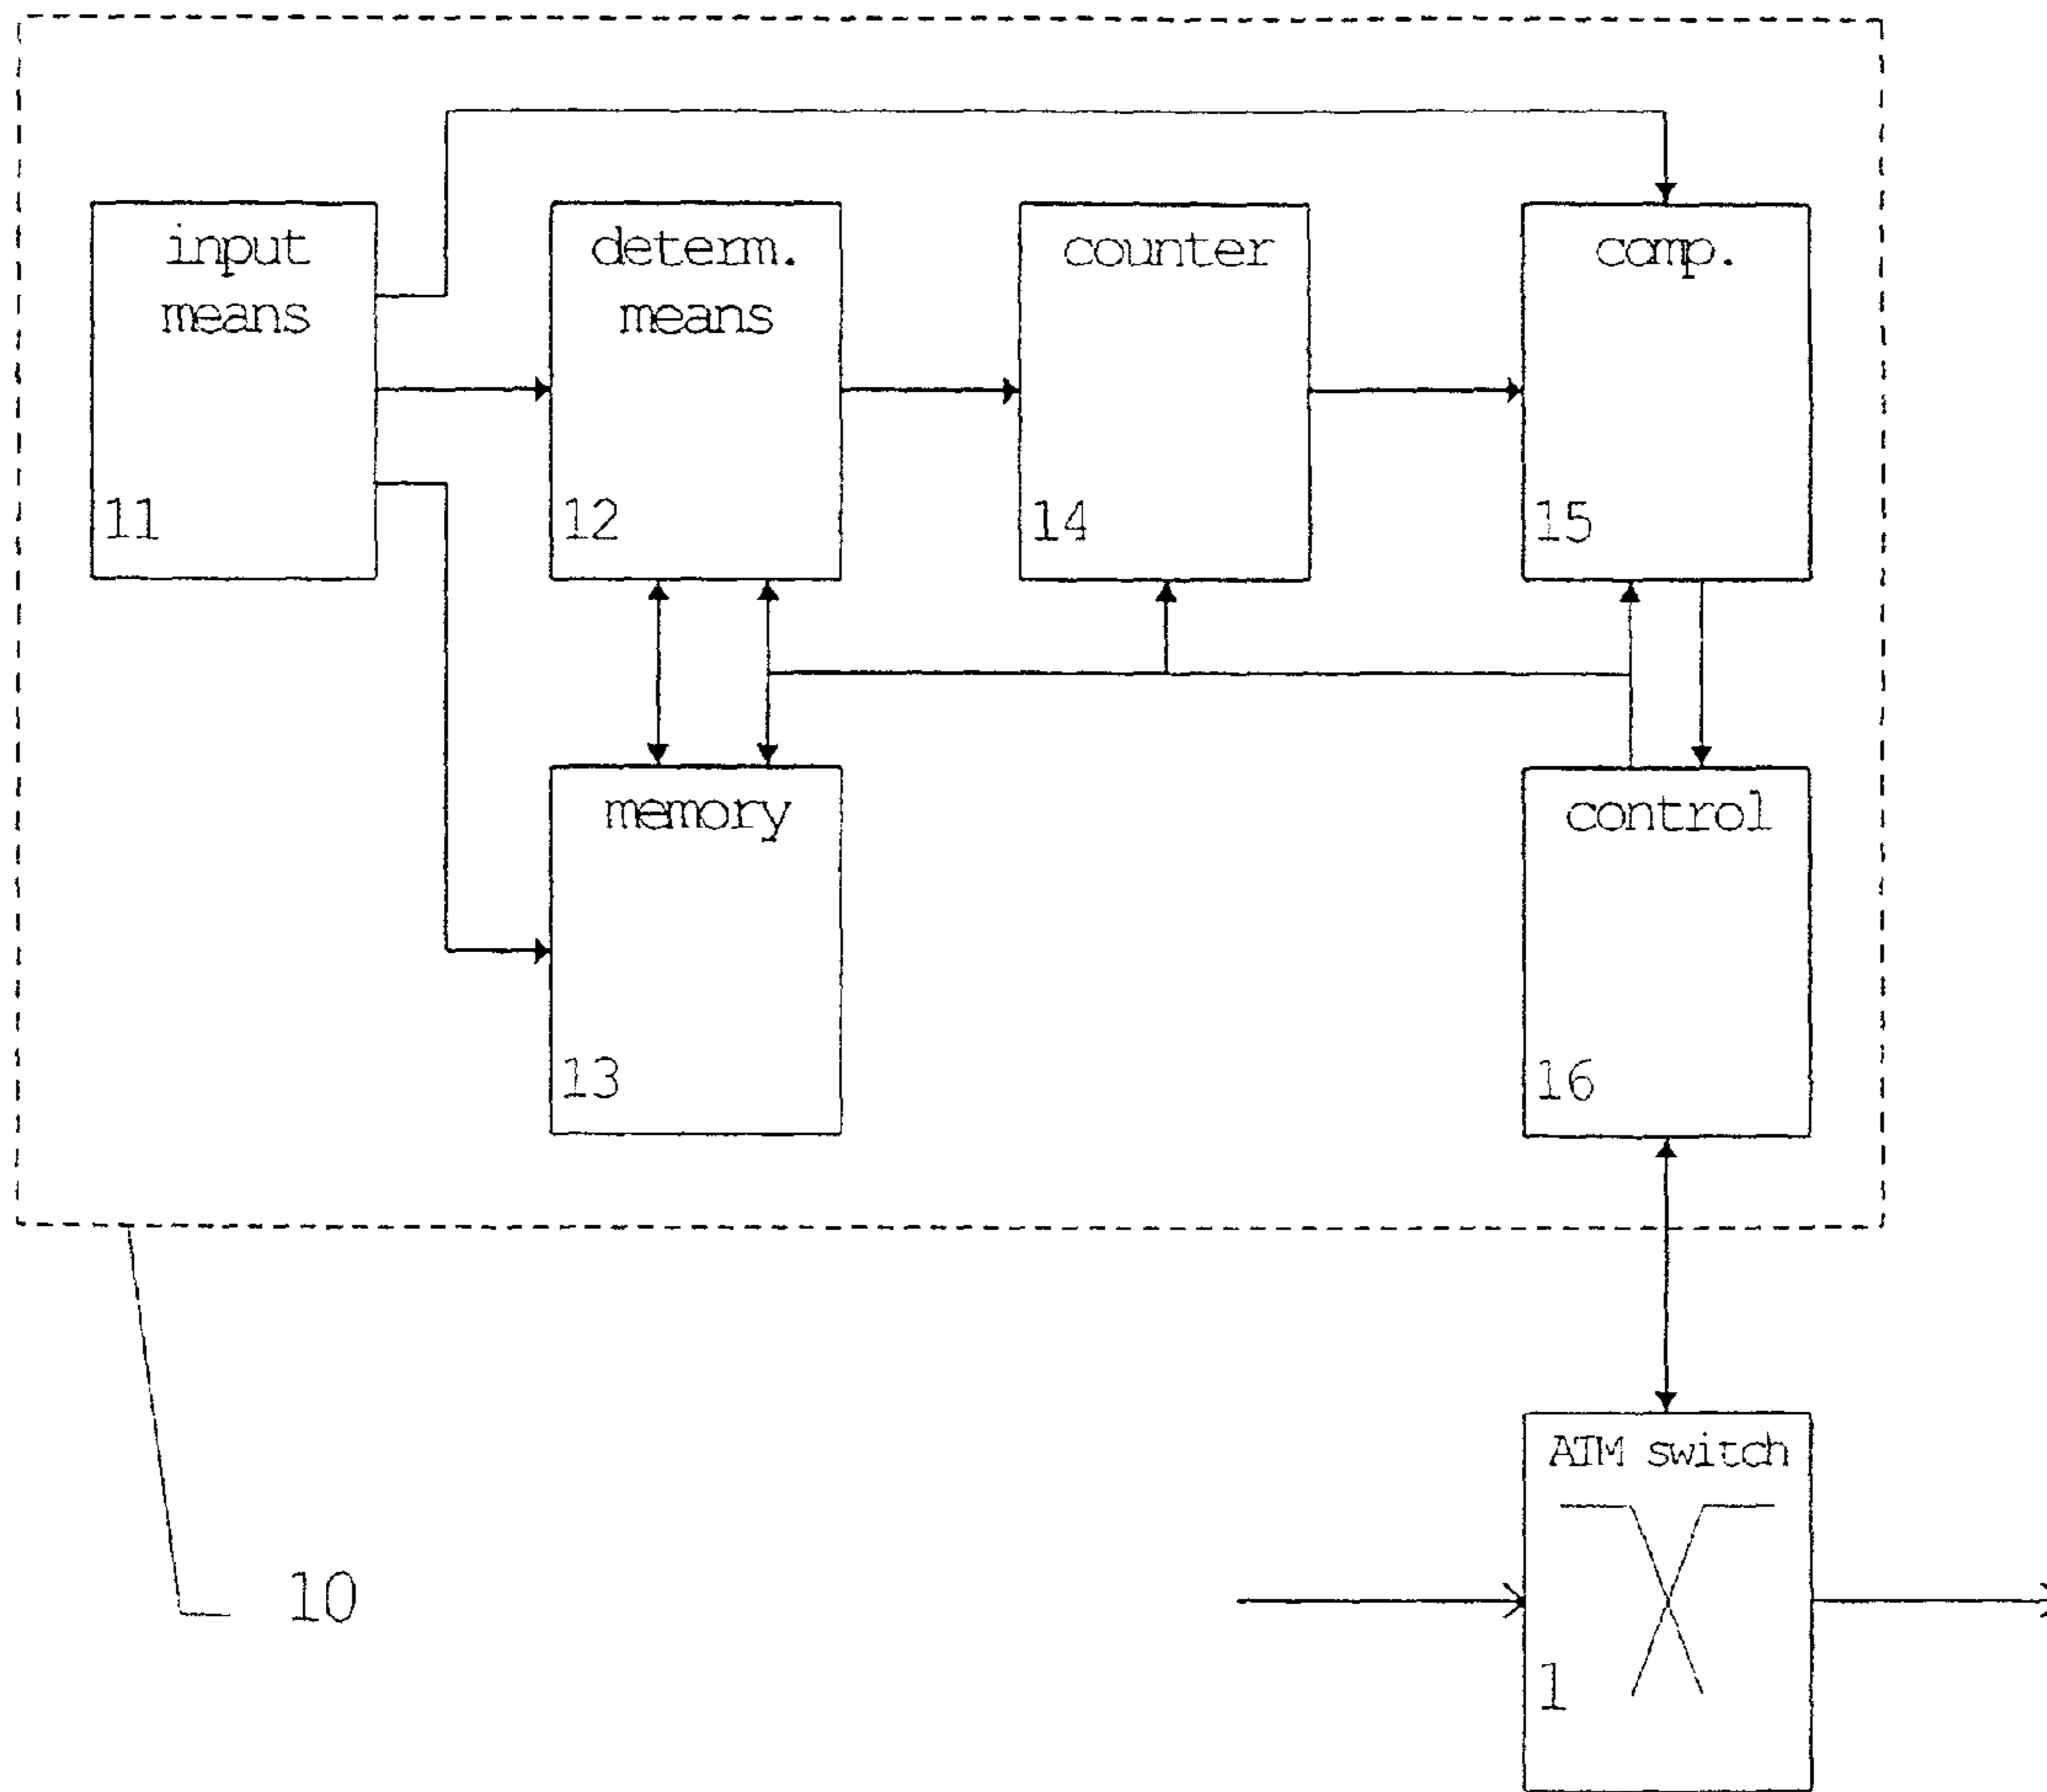 input
means
11
determ.
means
12
counter
14
comp.
15
memory
13
control
16
10
ATM switch
1